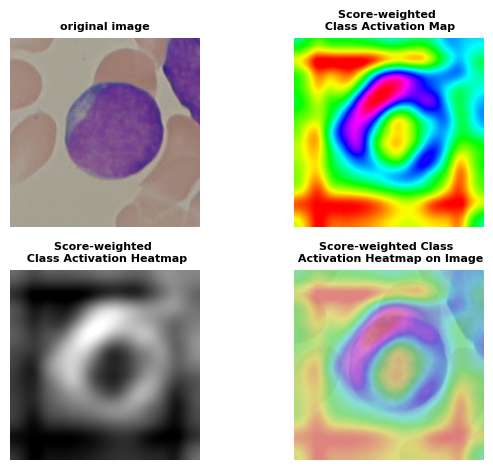 original image
Score-weighted
Class Activation Map
Score-weighted
Class Activation Heatmap
Score-weighted Class
Activation Heatmap on Image